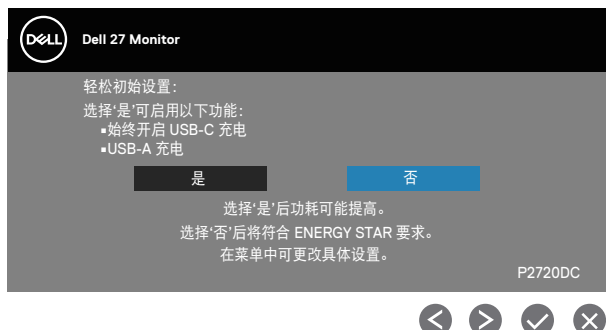 DELL
Dell 27 Monitor
轻松初始设置:
选择‘是’可启用以下功能:
▪始终开启 USB-C 充电
▪USB-A 充电
是
否
选择‘是’后功耗可能提高。
选择‘否’后将符合 ENERGY STAR 要求。
在菜单中可更改具体设置。
P2720DC